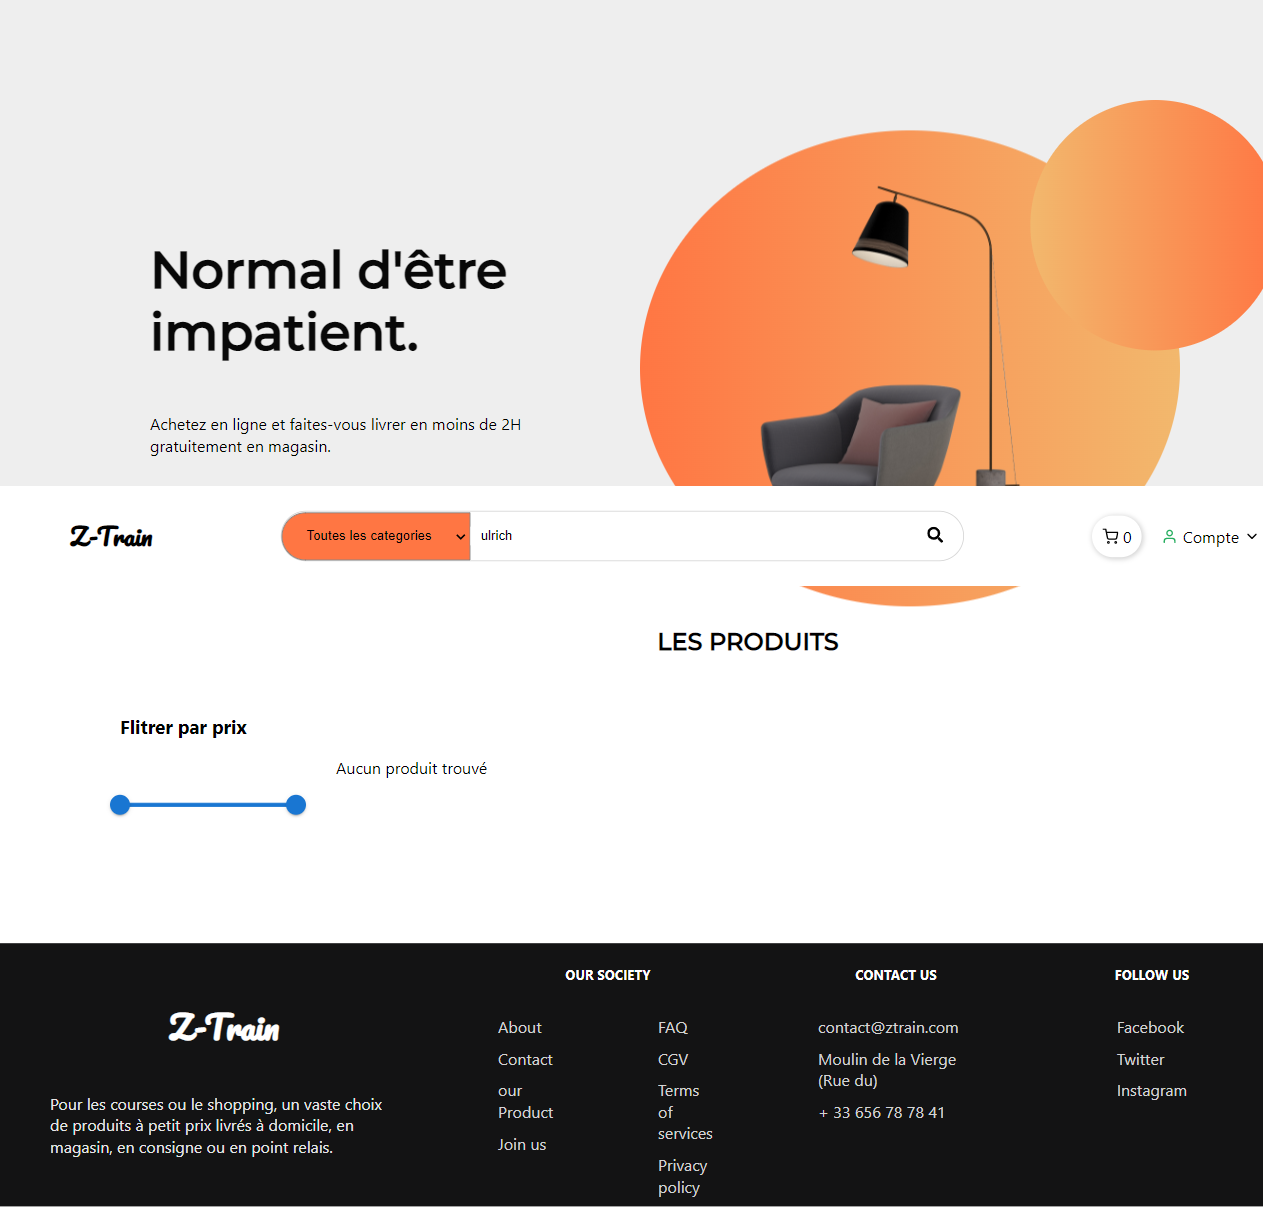 Normal d'être
impatient.
Achetez en ligne et faites-vous livrer en moins de 2H
gratuitement en magasin.
Z-Train
Toutes les categories
ulrich
0
Compte
LES PRODUITS
Flitrer par prix
Aucun produit trouvé
Z-Train
Pour les courses ou le shopping, un vaste choix
de produits à petit prix livrés à domicile, en
magasin, en consigne ou en point relais.
OUR SOCIETY
About
Contact
our
Product
Join us
FAQ
CGV
Terms
of
services
Privacy
policy
CONTACT US
contact@ztrain.com
Moulin de la Vierge
(Rue du)
+ 33 656 78 78 41
FOLLOW US
Facebook
Twitter
Instagram